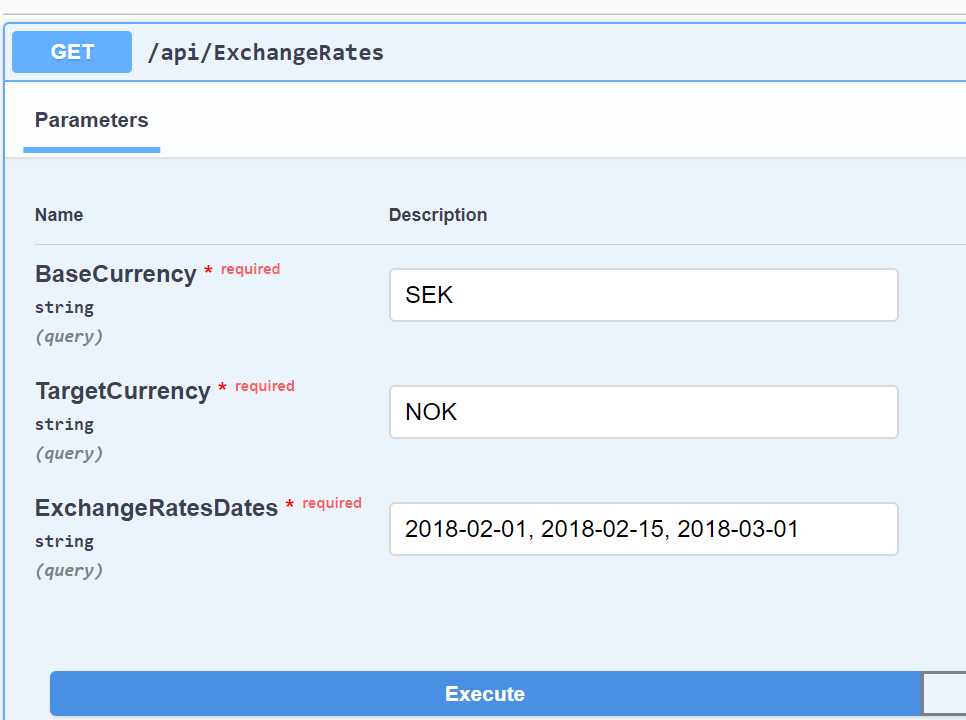 GET /api/ExchangeRates
Parameters
Name Description
BaseCurrency * required
string
(query)
SEK
TargetCurrency * required
string
(query)
NOK
ExchangeRatesDates * required
string
(query)
2018-02-01, 2018-02-15, 2018-03-01
Execute